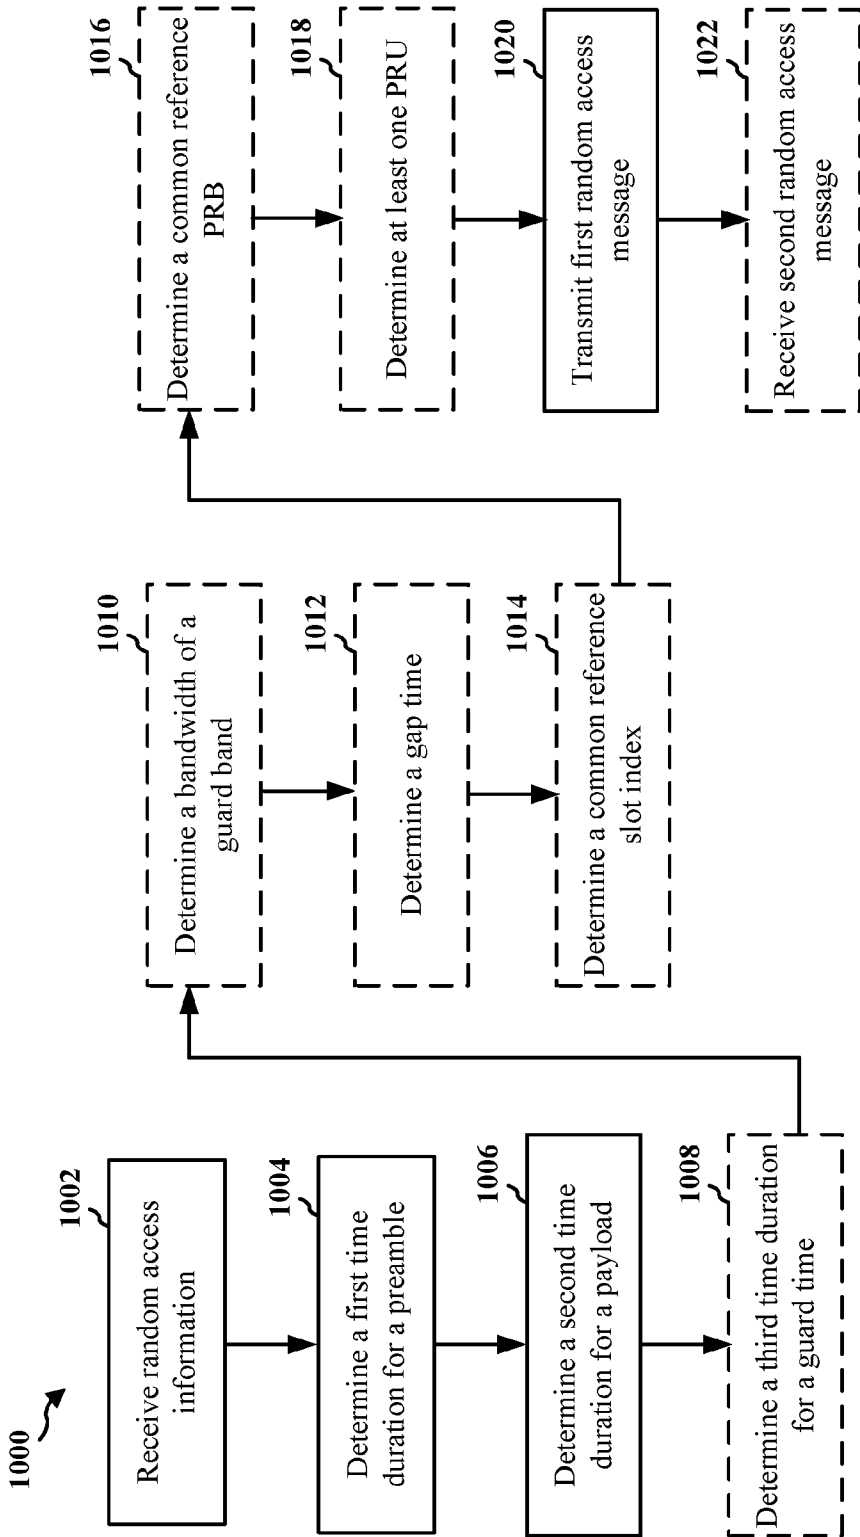 1000
1002
Receive random access
information
1004
Determine a first time
duration for a preamble
1006
Determine a second time
duration for a payload
1008
Determine a third time duration
for a guard time
1010
Determine a bandwidth of a
guard band
1012
Determine a gap time
1014
Determine a common reference
slot index
1016
Determine a common reference
PRB
1018
Determine at least one PRU
1020
Transmit first random access
message
1022
Receive second random access
message